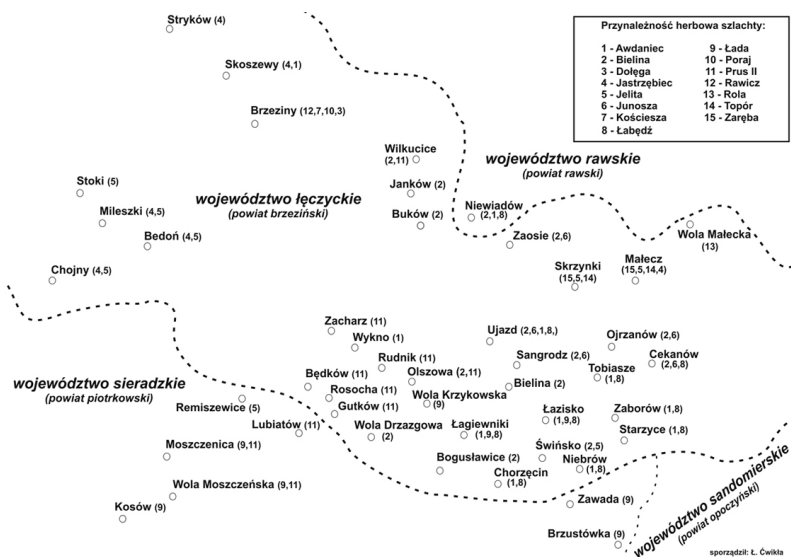 Stryków (4)
Skoszewy (4,1)
Brzeziny (12,7,10,3)
Przynależność herbowa szlachty:
1 - Awdaniec
2 - Bielina
3 - Dołęga
4 - Jastrzębiec
5 - Jelita
6 - Junosza
7 - Kościesza
8 - Łabędź
9 - Łada
10 - Poraj
11 - Prus II
12 - Rawicz
13 - Rola
14 - Topór
15 - Zaręba
Wilkucice
(2,11)
województwo rawskie
(powiat rawski)
Stoki (5)
województwo łęczyckie
(powiat brzeziński)
Janków (2)
Mileszki (4,5)
Buków (2)
Niewiadów
(2,1,8)
Bedoń (4,5)
Zaosie (2,6)
Wola Małecka
(13)
Chojny (4,5)
Skrzynki
(15,5,14)
Małecz
(15,5,14,4)
Zacharz (11)
Wykno (1)
Ujazd (2,6,1,8,)
Ojrzanów (2,6)
Rudnik (11)
Sangrodz (2,6)
Cekanów
(2,6,8)
Będków (11)
Olszowa (2,11)
Tobiasze
(1,8)
województwo sieradzkie
(powiat piotrkowski)
Bielina (2)
Rosocha (11)
Wola Krzykowska
(9)
Remiszewice (5)
Gutków (11)
Łazisko
(1,9,8)
Zaborów (1,8)
Lubiatów (11)
Wola Drzazgowa
(2)
Łagiewniki
(1,9,8)
Starzyce (1,8)
Moszczenica (9,11)
Bogusławice (2)
Świńsko (2,5)
Niebrów
(1,8)
Chorzęcin
(1,8)
Wola Moszczeńska (9,11)
Kosów (9)
Zawada (9)
Brzustówka (9)
województwo sandomierskie
(powiat opoczyński)
sporządził: Ł. Ćwikła